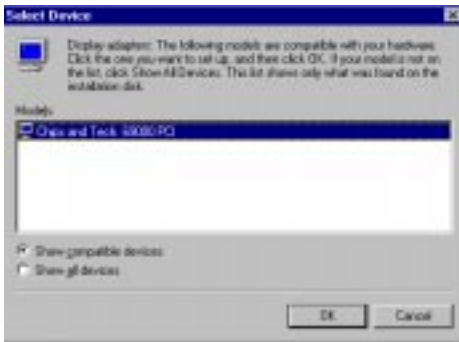 Select Device
Display adapters: The following models are compatible with your hardware.
Click the one you want to set up, and then click OK. If your model is not on
the list, click Show All Devices. This list shows only what was found on the
installation disk.
Models:
Chips and Tech. 69000 PCI
Show compatible devices
Show all devices
OK
Cancel